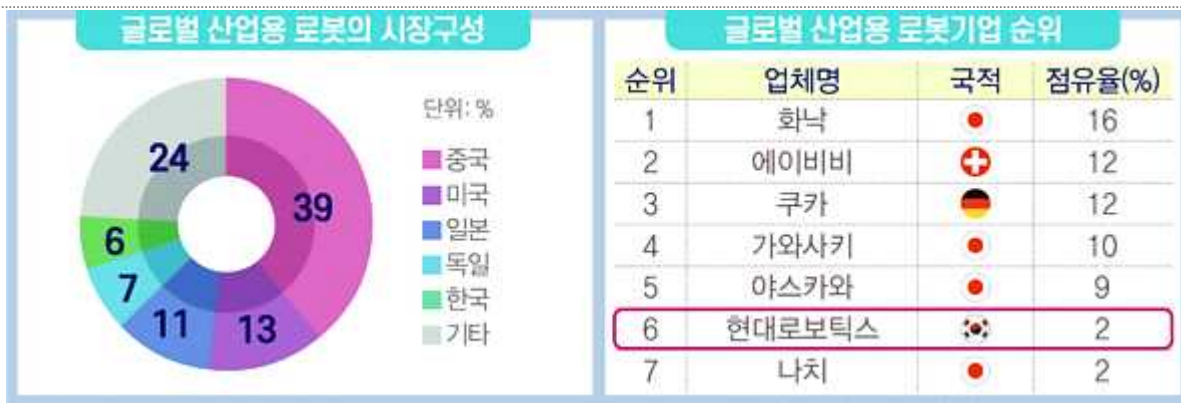 글로벌 산업용 로봇의 시장구성
단위: %
39
13
11
7
6
24
중국
미국
일본
독일
한국
기타
글로벌 산업용 로봇기업 순위
순위 업체명 국적 점유율(%)
1 화낙 16
2 에이비비 12
3 쿠카 12
4 가와사키 10
5 야스카와 9
6 현대로보틱스 2
7 나치 2